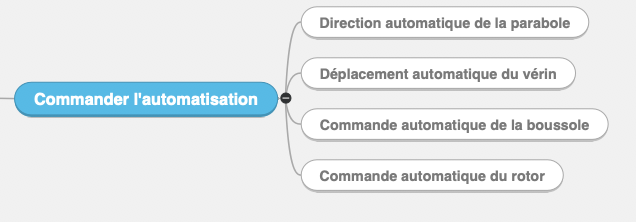 Direction automatique de la parabole
Déplacement automatique du vérin
Commander l'automatisation
Commande automatique de la boussole
Commande automatique du rotor